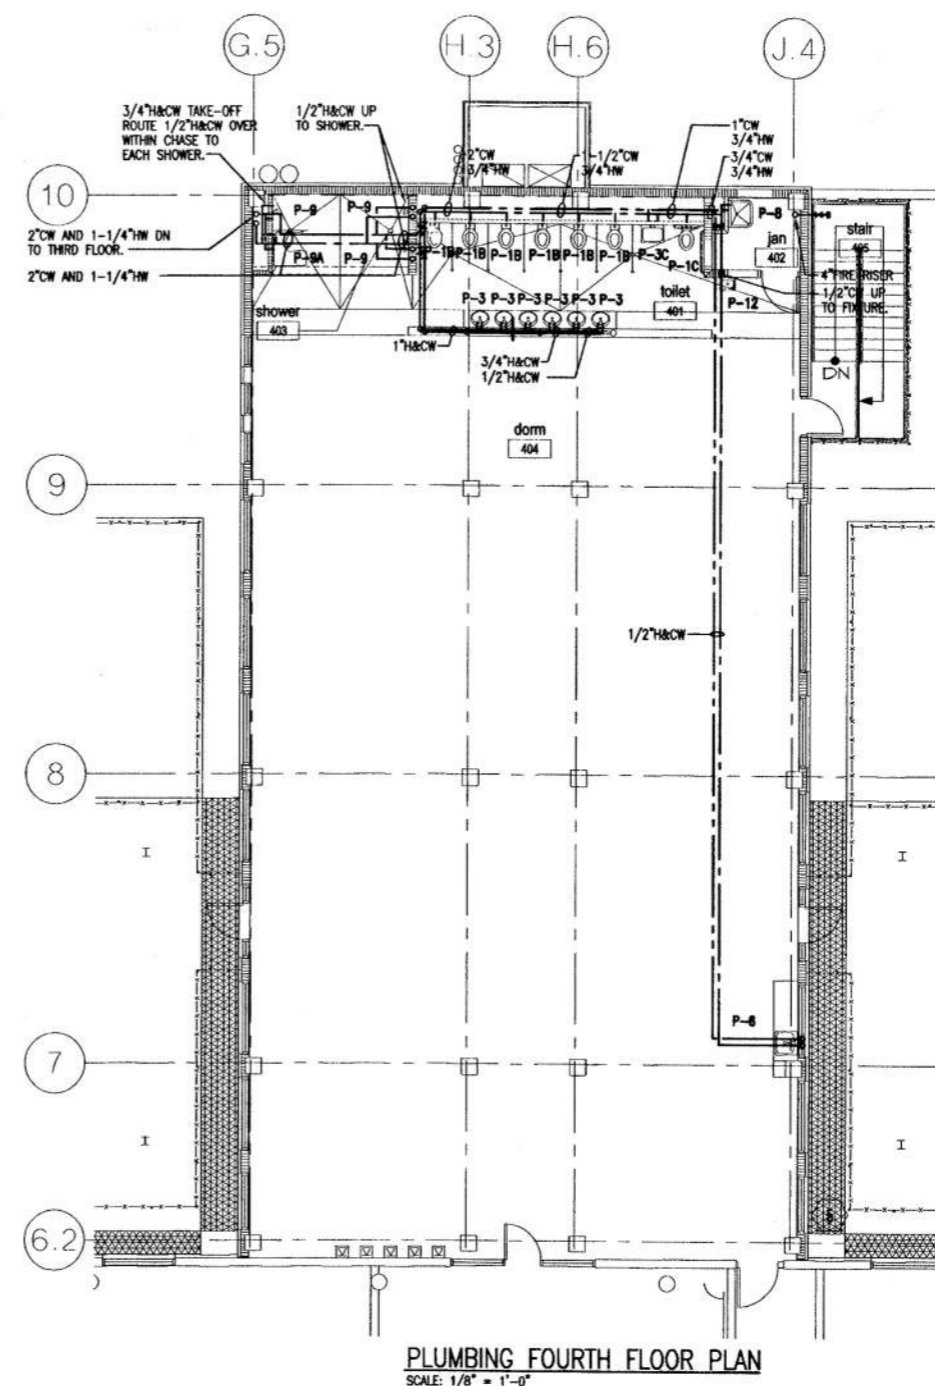 G.5
H.3
H.6
J.4
3/4"H&CW TAKE-OFF
ROUTE 1/2"H&CW OVER
WITHIN CHASE TO
EACH SHOWER.
1/2"H&CW UP
TO SHOWER.
2"CW
3/4"HW
1/2"CW
3/4"HW
1"CW
3/4"HW
3/4"CW
3/4"HW
10
2"CW AND 1-1/4"HW DN
TO THIRD FLOOR.
2"CW AND 1-1/4"HW
P-9
P-9
P-9A
P-9
P-1B
P-1B
P-1B
P-1B
P-1B
P-3C
P-1C
P-8
jan
402
stair
405
4"FIRE RISER
1/2"CW UP
TO FIXTURE.
P-12
shower
403
P-3
P-3
P-3
P-3
P-3
P-3
toilet
401
1"H&CW
3/4"H&CW
1/2"H&CW
DN
dorm
404
9
1/2"H&CW
8
I
I
P-6
7
I
I
6.2
PLUMBING FOURTH FLOOR PLAN
SCALE: 1/8" = 1'-0"